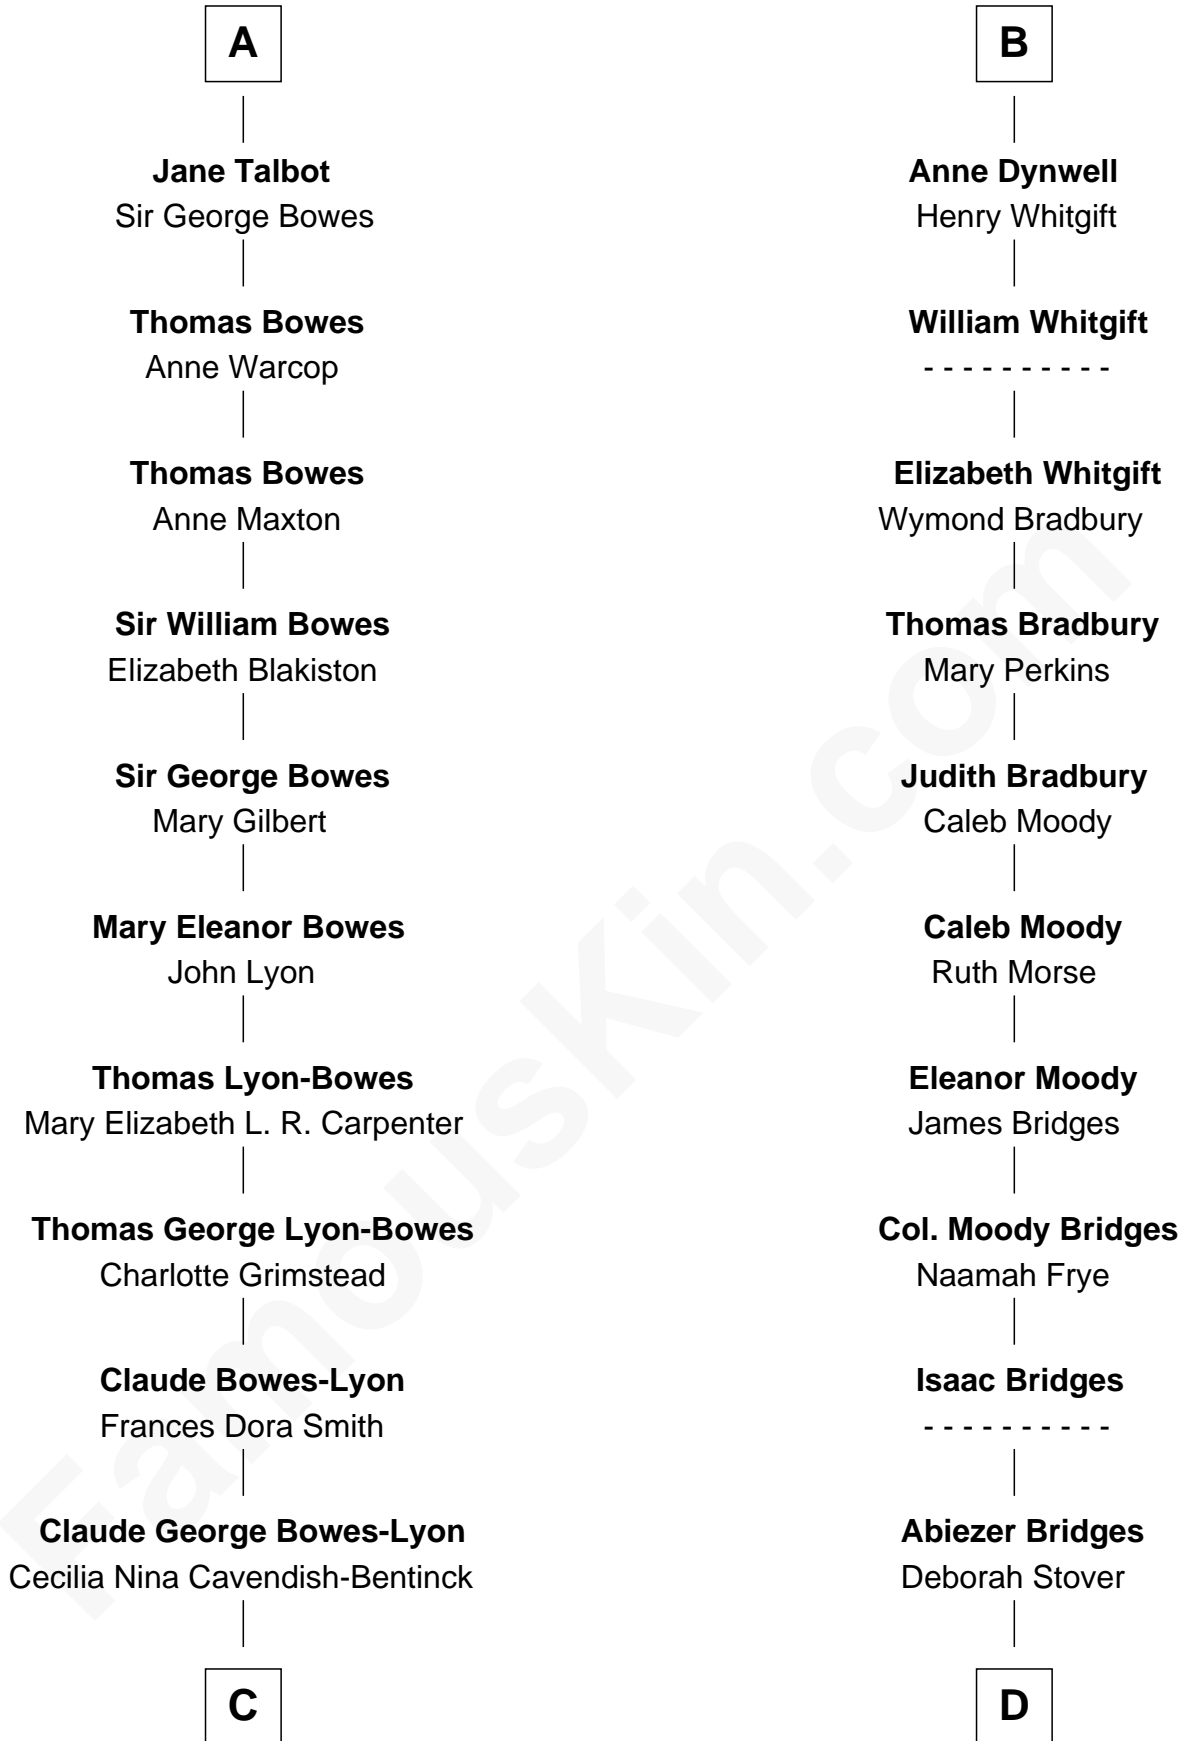 A
Jane Talbot
Sir George Bowes
Thomas Bowes
Anne Warcop
Thomas Bowes
Anne Maxton
Sir William Bowes
Elizabeth Blakiston
Sir George Bowes
Mary Gilbert
Mary Eleanor Bowes
John Lyon
Thomas Lyon-Bowes
Mary Elizabeth L. R. Carpenter
Thomas George Lyon-Bowes
Charlotte Grimstead
Claude Bowes-Lyon
Frances Dora Smith
Claude George Bowes-Lyon
Cecilia Nina Cavendish-Bentinck
C
B
Anne Dynwell
Henry Whitgift
William Whitgift
- - - - - - - - - -
Elizabeth Whitgift
Wymond Bradbury
Thomas Bradbury
Mary Perkins
Judith Bradbury
Caleb Moody
Caleb Moody
Ruth Morse
Eleanor Moody
James Bridges
Col. Moody Bridges
Naamah Frye
Isaac Bridges
- - - - - - - - - -
Abiezer Bridges
Deborah Stover
D
FamousKin.com